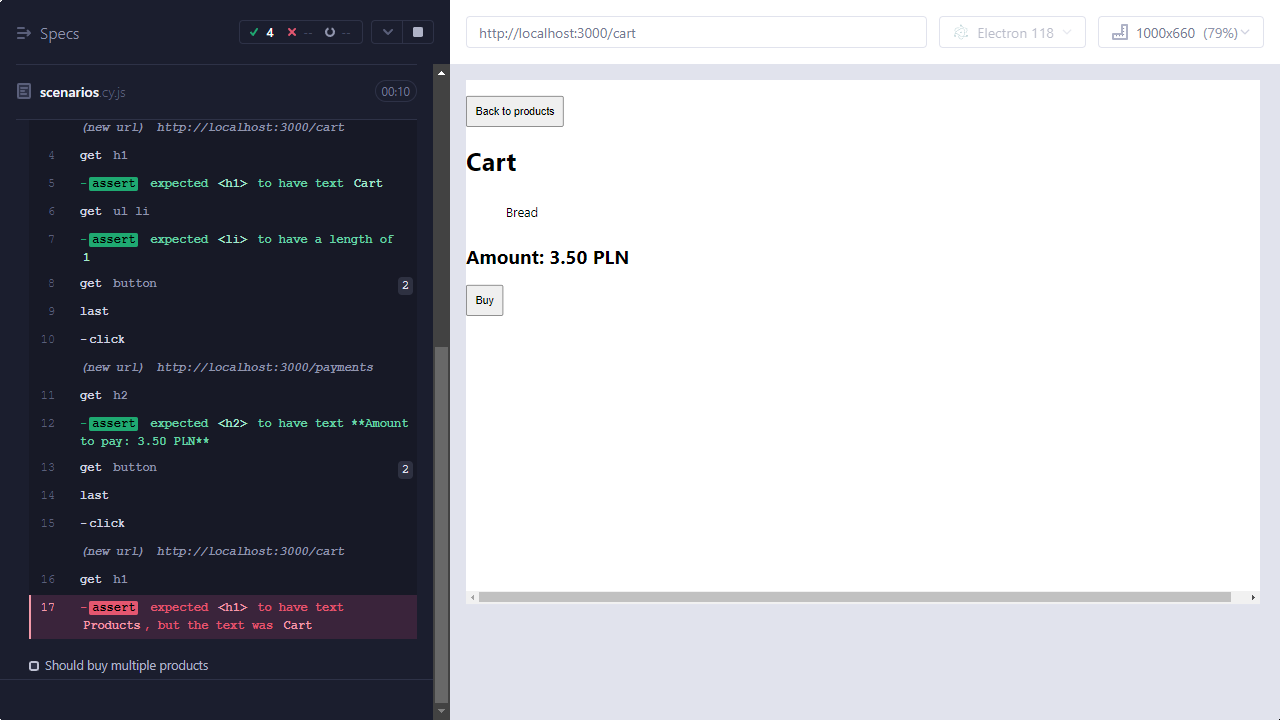 Specs
4 -- --
scenarios.cy.js
00:10
(new url) http://localhost:3000/cart
4 get h1
5 -assert expected <h1> to have text Cart
6 get ul li
7 -assert expected <li> to have a length of
1
8 get button 2
9 last
10 -click
(new url) http://localhost:3000/payments
11 get h2
12 -assert expected <h2> to have text **Amount
to pay: 3.50 PLN**
13 get button 2
14 last
15 -click
(new url) http://localhost:3000/cart
16 get h1
17 -assert expected <h1> to have text
Products, but the text was Cart
Should buy multiple products
http://localhost:3000/cart
Electron 118
1000x660 (79%)
Back to products
Cart
Bread
Amount: 3.50 PLN
Buy